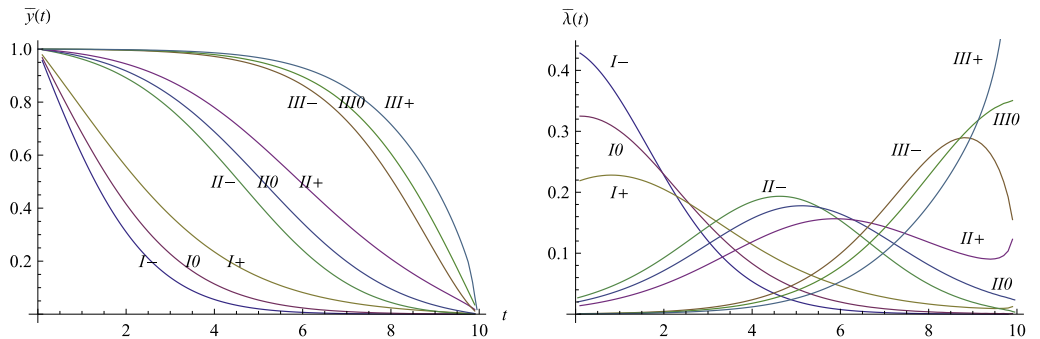 y̅(t)
1.0
0.8
0.6
0.4
0.2
2 4 6 8 10 t
III− III0 III+
II− II0 II+
I− I0 I+
λ̅(t)
0.4
0.3
0.2
0.1
2 4 6 8 10 t
I−
I0
I+
II−
III−
III+
III0
II+
II0